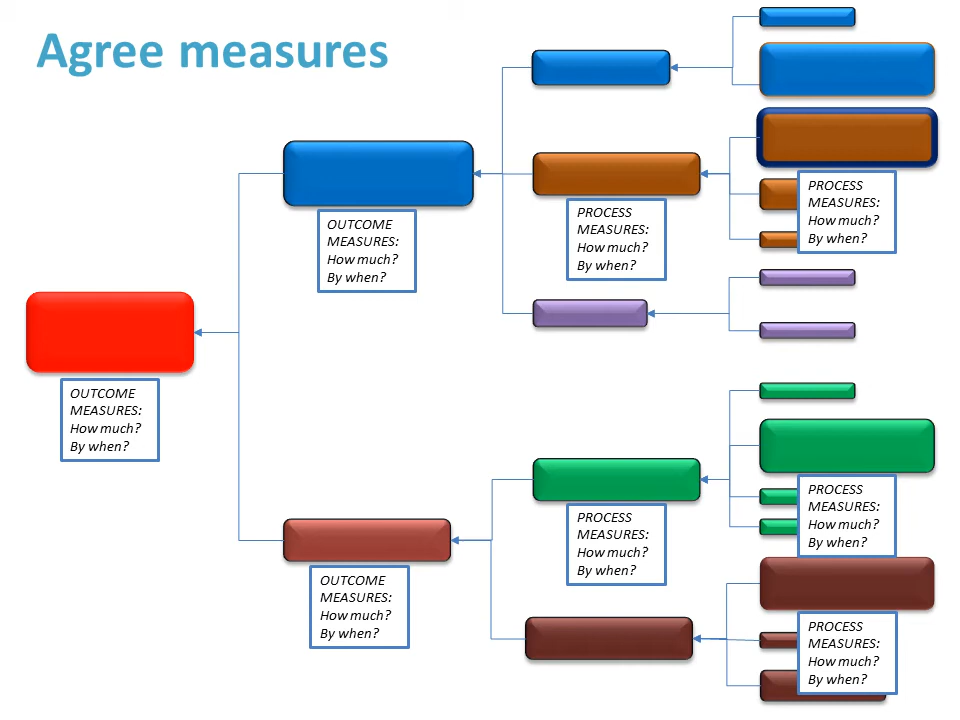 Agree measures
OUTCOME
MEASURES:
How much?
By when?
OUTCOME
MEASURES:
How much?
By when?
OUTCOME
MEASURES:
How much?
By when?
PROCESS
MEASURES:
How much?
By when?
PROCESS
MEASURES:
How much?
By when?
PROCESS
MEASURES:
How much?
By when?
PROCESS
MEASURES:
How much?
By when?
PROCESS
MEASURES:
How much?
By when?